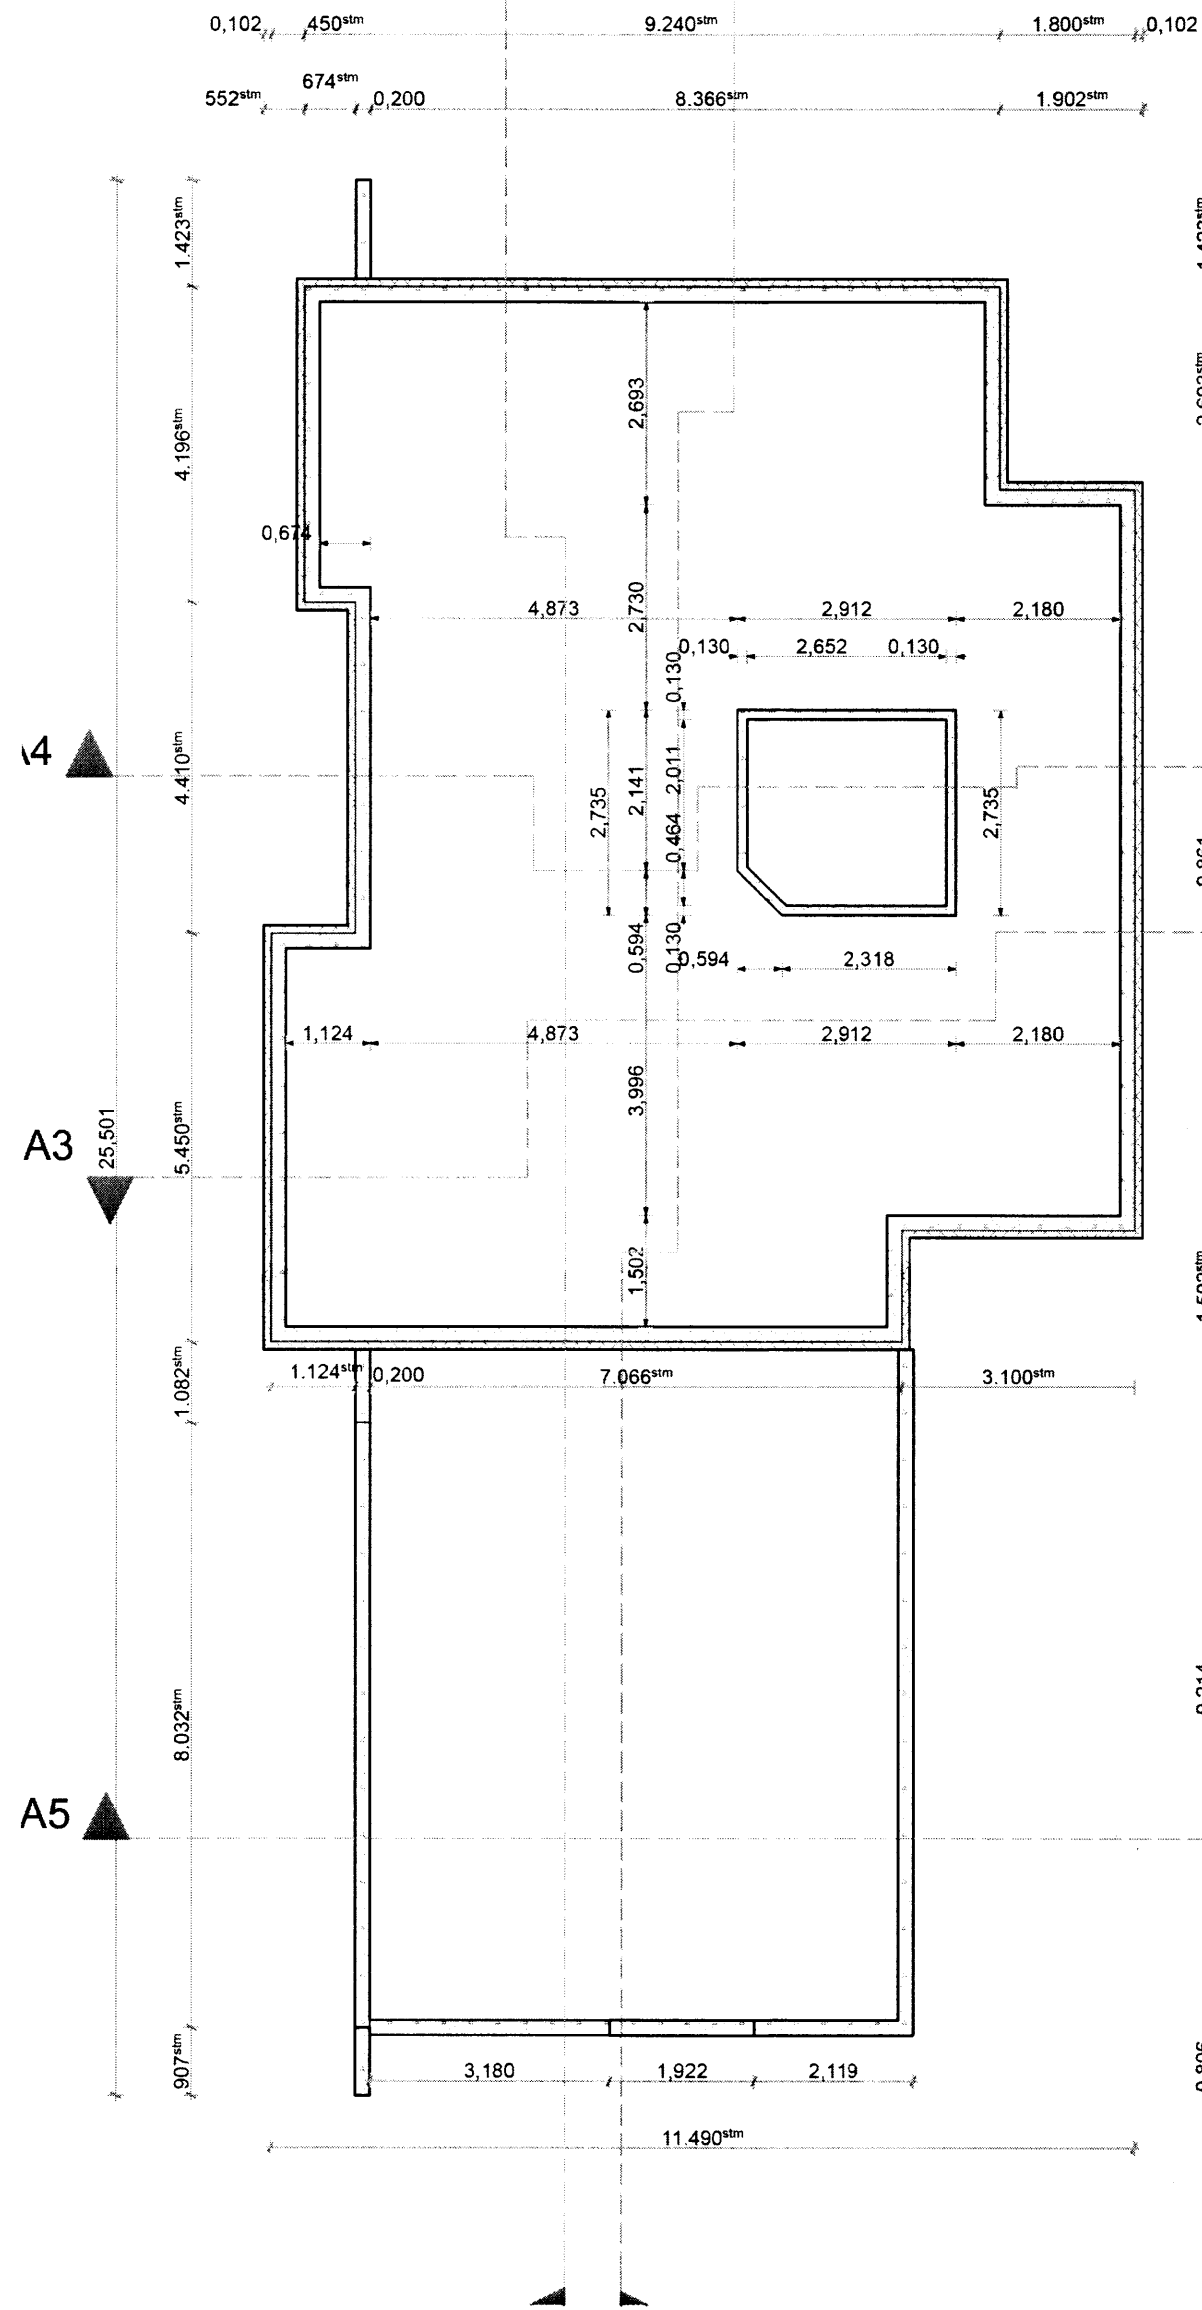 0,102 450stm 9.240stm 1.800stm 0,102
674stm
552stm 0,200 8.366stm 1.902stm
1.423stm
4.196stm
2,693
0,674
4,873 2,730 2,912 2,180
0,130 0,130 2,652 0,130
A4
4.410stm
2,735 2,141 2,011 2,735
0,464
0,594 0,130 0,594 2,318
1,124 4,873 2,912 2,180
3,996
A3
25,501
5.450stm
1,502
1.082stm
1.124stm 0,200 7.066stm 3.100stm
8.032stm
A5
907stm
3,180 1,922 2,119
11.490stm